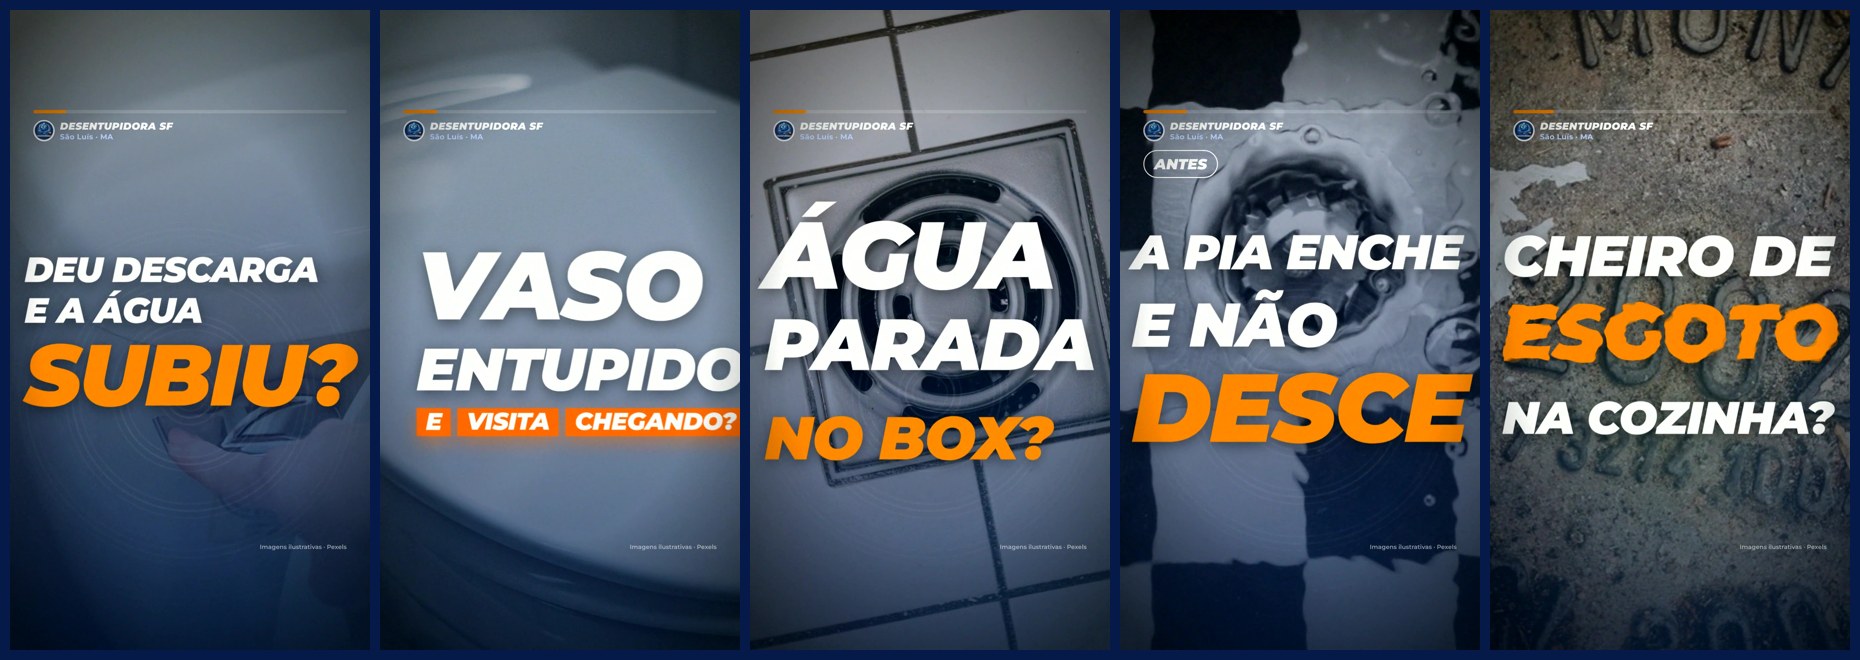 DESENTUPIDORA SF
São Luís · MA
DEU DESCARGA
E A ÁGUA
SUBIU?
DESENTUPIDORA SF
São Luís · MA
VASO
ENTUPIDO
E VISITA CHEGANDO?
Imagens ilustrativas · Pexels
Imagens ilustrativas · Pexels
DESENTUPIDORA SF
São Luís · MA
ÁGUA
PARADA
NO BOX?
Imagens ilustrativas · Pexels
DESENTUPIDORA SF
São Luís · MA
ANTES
A PIA ENCHE
E NÃO
DESCE
Imagens ilustrativas · Pexels
DESENTUPIDORA SF
São Luís · MA
CHEIRO DE
ESGOTO
NA COZINHA?
Imagens ilustrativas · Pexels